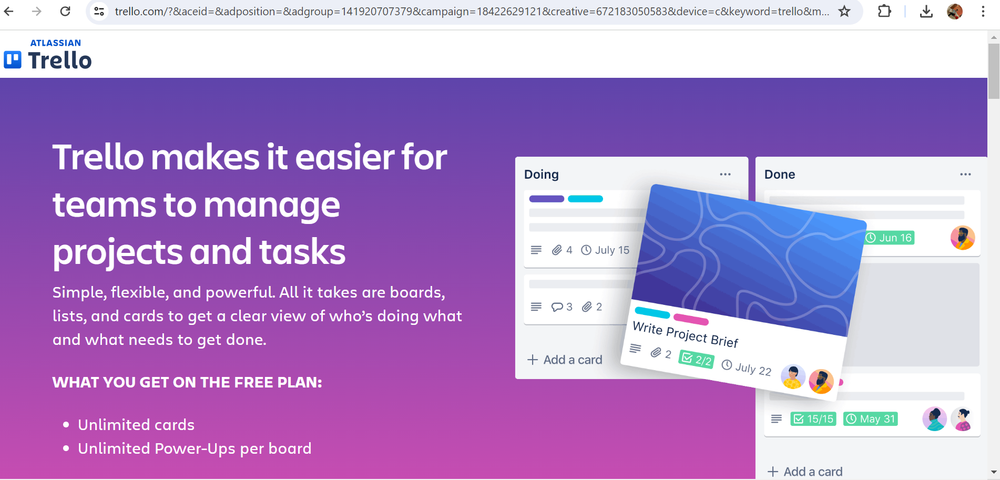 trello.com/?&aceid=&adposition=&adgroup=141920707379&campaign=18422629121&creative=672183050583&device=c&keyword=trello&m...
ATLASSIAN
Trello
Trello makes it easier for
teams to manage
projects and tasks
Simple, flexible, and powerful. All it takes are boards,
lists, and cards to get a clear view of who’s doing what
and what needs to get done.
WHAT YOU GET ON THE FREE PLAN:
• Unlimited cards
• Unlimited Power-Ups per board
Doing
4 July 15
3 2
+ Add a card
Write Project Brief
2 2/2 July 22
Done
Jun 16
15/15 May 31
+ Add a card